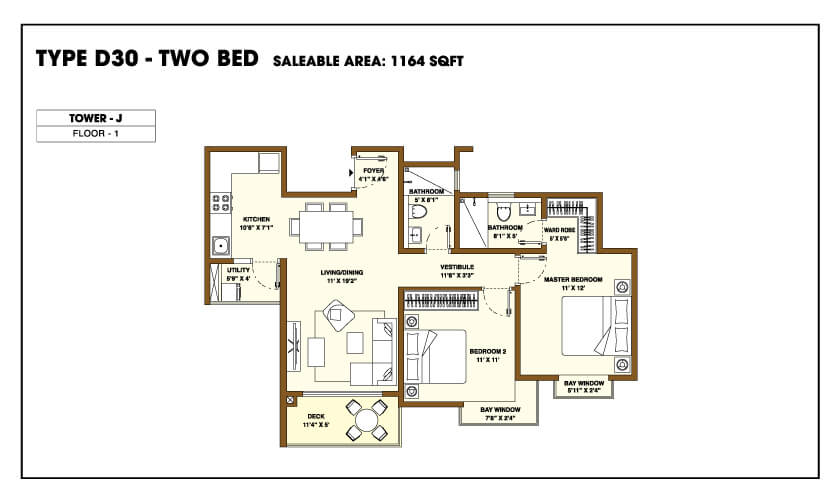 TYPE D30 - TWO BED SALEABLE AREA: 1164 SQFT
TOWER - J
FLOOR - 1
FOYER
4'1" X
BATHROOM
5' X 8'1"
KITCHEN
10'6" X 7'1"
BATHROOM
8'1" X 5'
WARD ROBE
5' X 5'6"
UTILITY
5'9" X 4'
LIVING/DINING
11' X 19'2"
VESTIBULE
11'6" X 3'3"
MASTER BEDROOM
11' X 12'
BEDROOM 2
11' X 11'
BAY WINDOW
5'11" X 2'4"
BAY WINDOW
7'8" X 2'4"
DECK
11'4" X 5'